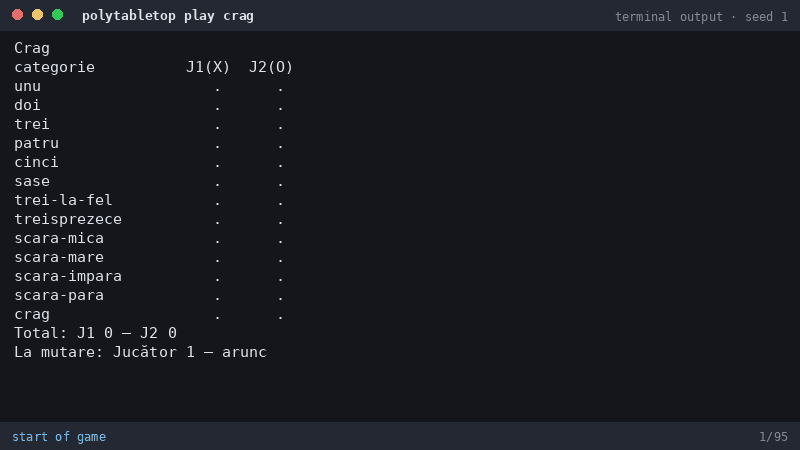 polytabletop play crag
terminal output · seed 1
Crag
categorie J1(X) J2(O)
unu . .
doi . .
trei . .
patru . .
cinci . .
sase . .
trei-la-fel . .
treisprezece . .
scara-mica . .
scara-mare . .
scara-impara . .
scara-para . .
crag . .
Total: J1 0 — J2 0
La mutare: Jucător 1 — arunc
start of game
1/95